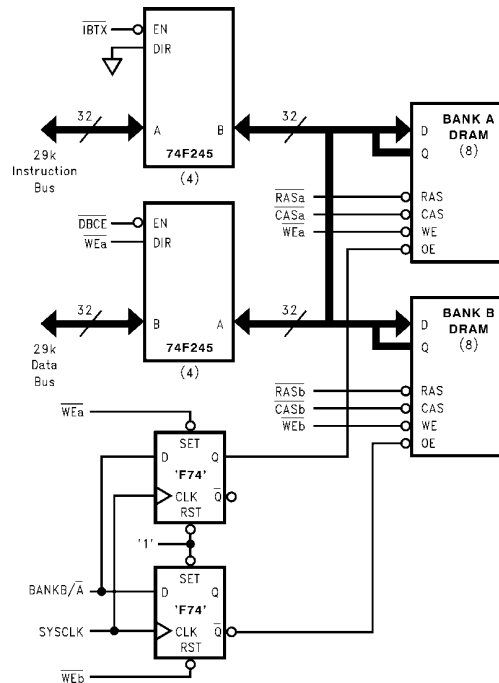 IBTX
EN
DIR
32
A
B
32
29k
Instruction
Bus
74F245
(4)
BANK A
DRAM
(8)
D
Q
RASa
CASa
WEa
RAS
CAS
WE
OE
DBCE
WEa
EN
DIR
32
B
A
32
29k
Data
Bus
74F245
(4)
BANK B
DRAM
(8)
D
Q
RASb
CASb
WEb
RAS
CAS
WE
OE
WEa
SET
D
Q
'F74'
CLK
Q
RST
'1'
SET
BANKB/A
D
Q
'F74'
SYSCLK
CLK
Q
RST
WEb